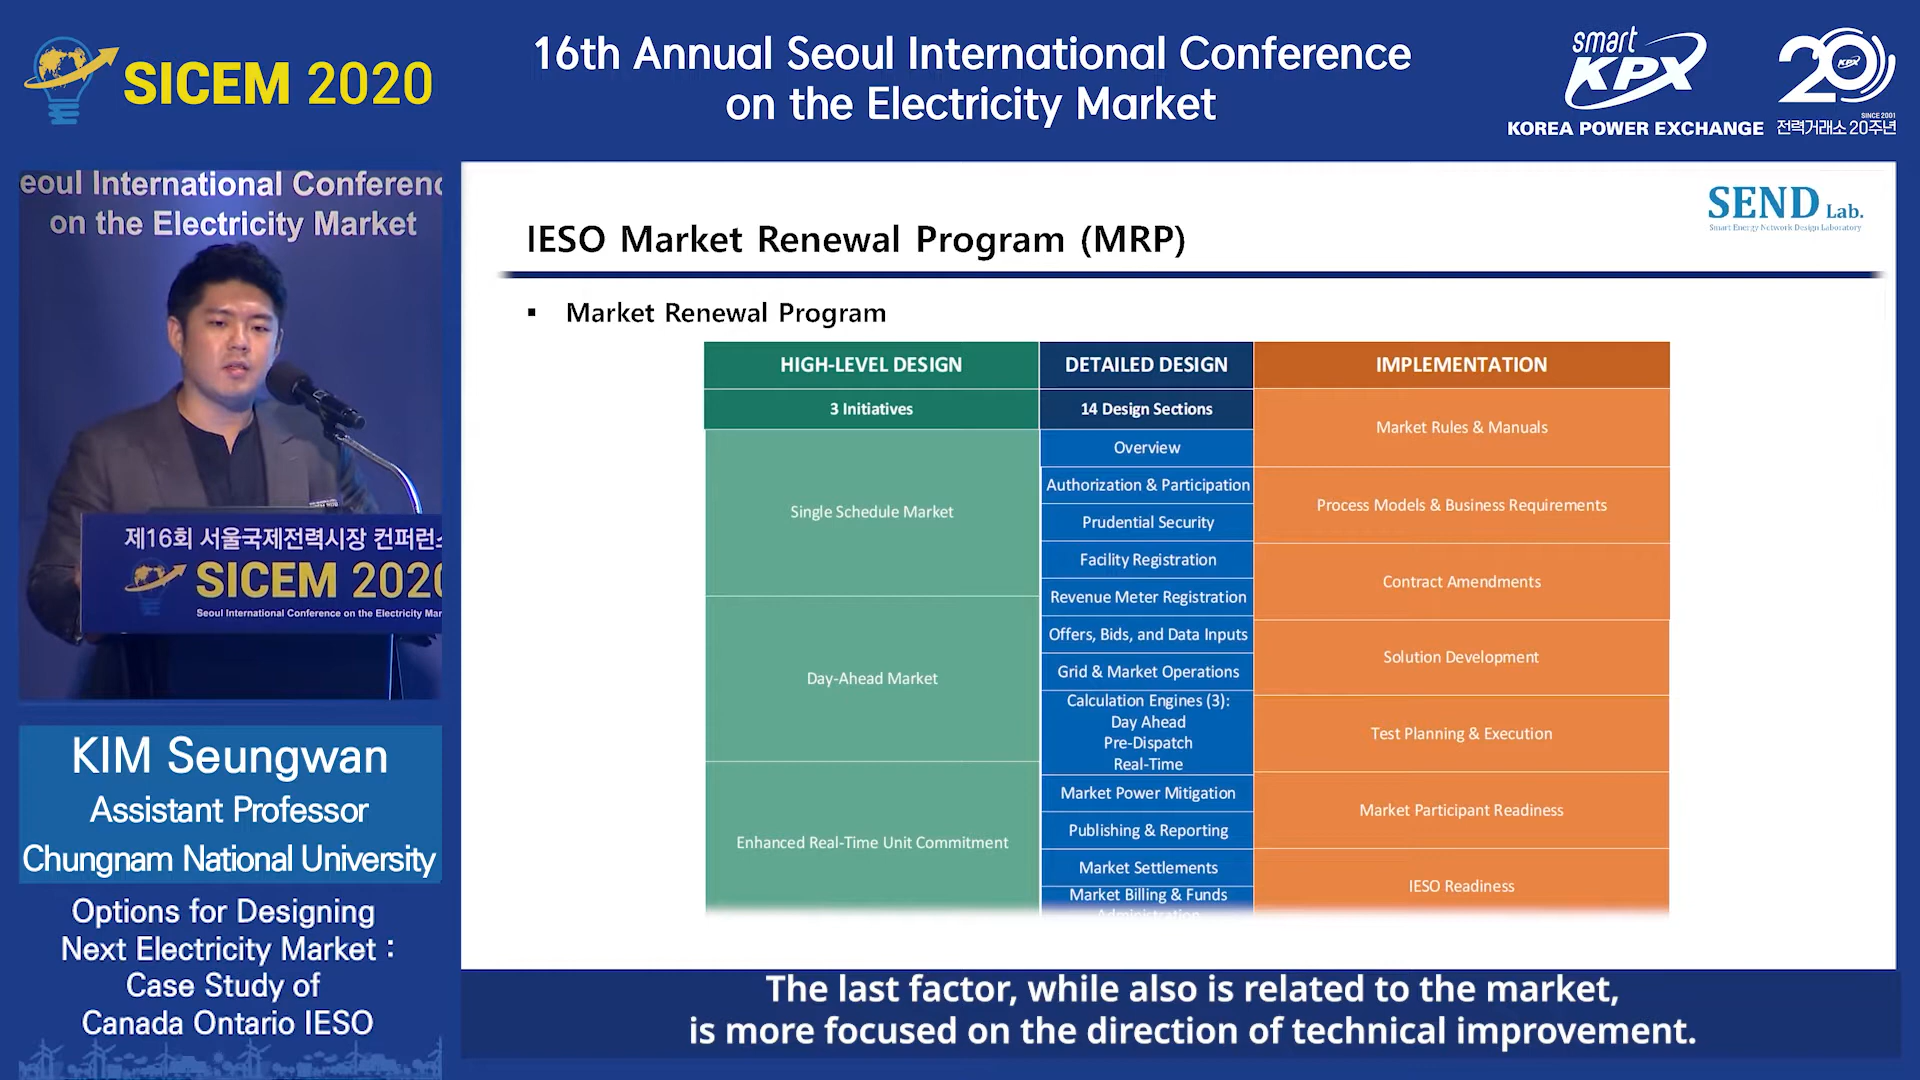 SICEM 2020
16th Annual Seoul International Conference
on the Electricity Market
smart
KPX
KOREA POWER EXCHANGE
20
KPX
SINCE 2001
전력거래소 20주년
eoul International Conferenc
on the Electricity Market
제16회 서울국제전력시장 컨퍼런스
SICEM 2020
Seoul International Conference on the Electricity Mar
KIM Seungwan
Assistant Professor
Chungnam National University
Options for Designing
Next Electricity Market :
Case Study of
Canada Ontario IESO
SEND Lab.
Smart Energy Network Design Laboratory
IESO Market Renewal Program (MRP)
▪ Market Renewal Program
HIGH-LEVEL DESIGN
3 Initiatives
Single Schedule Market
Day-Ahead Market
Enhanced Real-Time Unit Commitment
DETAILED DESIGN
14 Design Sections
Overview
Authorization & Participation
Prudential Security
Facility Registration
Revenue Meter Registration
Offers, Bids, and Data Inputs
Grid & Market Operations
Calculation Engines (3):
Day Ahead
Pre-Dispatch
Real-Time
Market Power Mitigation
Publishing & Reporting
Market Settlements
Market Billing & Funds
Administration
IMPLEMENTATION
Market Rules & Manuals
Process Models & Business Requirements
Contract Amendments
Solution Development
Test Planning & Execution
Market Participant Readiness
IESO Readiness
The last factor, while also is related to the market,
is more focused on the direction of technical improvement.